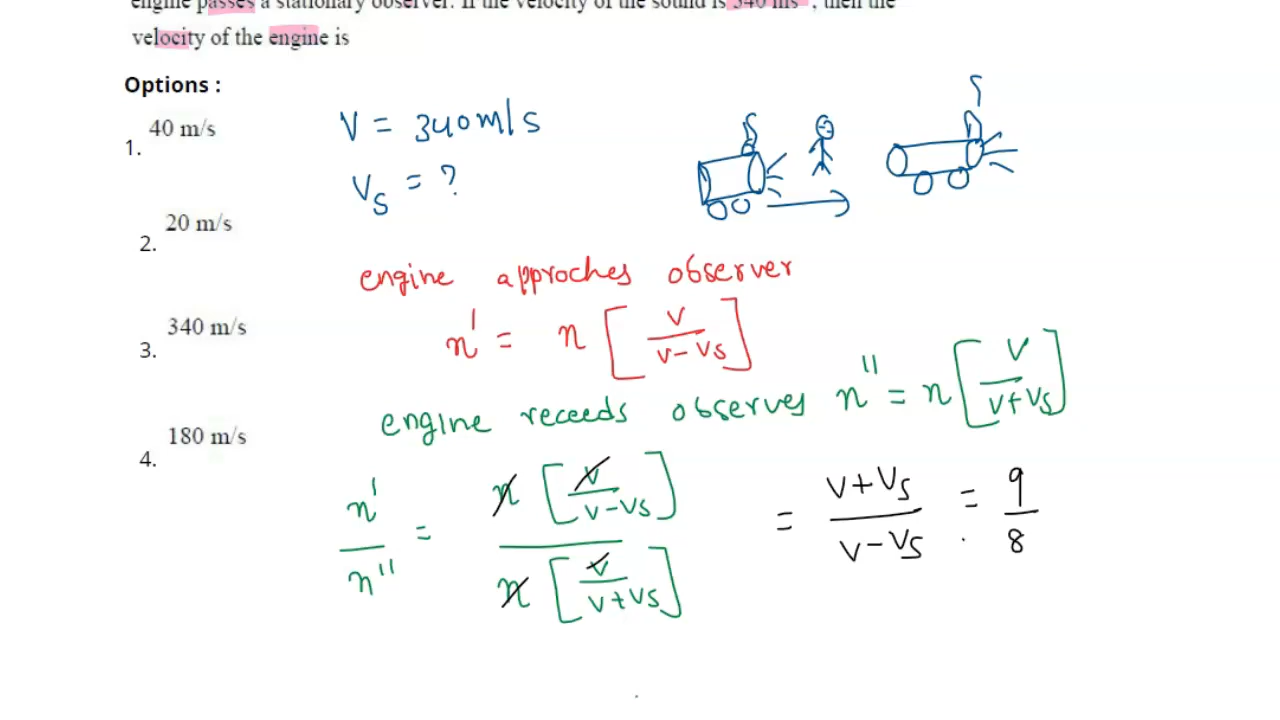 engine passes a stationary observer. If the velocity of the sound is 340 ms⁻¹, then the
velocity of the engine is
Options :
1. 40 m/s
2. 20 m/s
3. 340 m/s
4. 180 m/s
V = 340 m/s
Vs = ?
engine approches observer
n' = n [ v / v - vs ]
engine receeds observes n'' = n [ v / v + vs ]
n' / n'' = n [ v / v - vs ] / n [ v / v + vs ] = v + vs / v - vs = 9 / 8